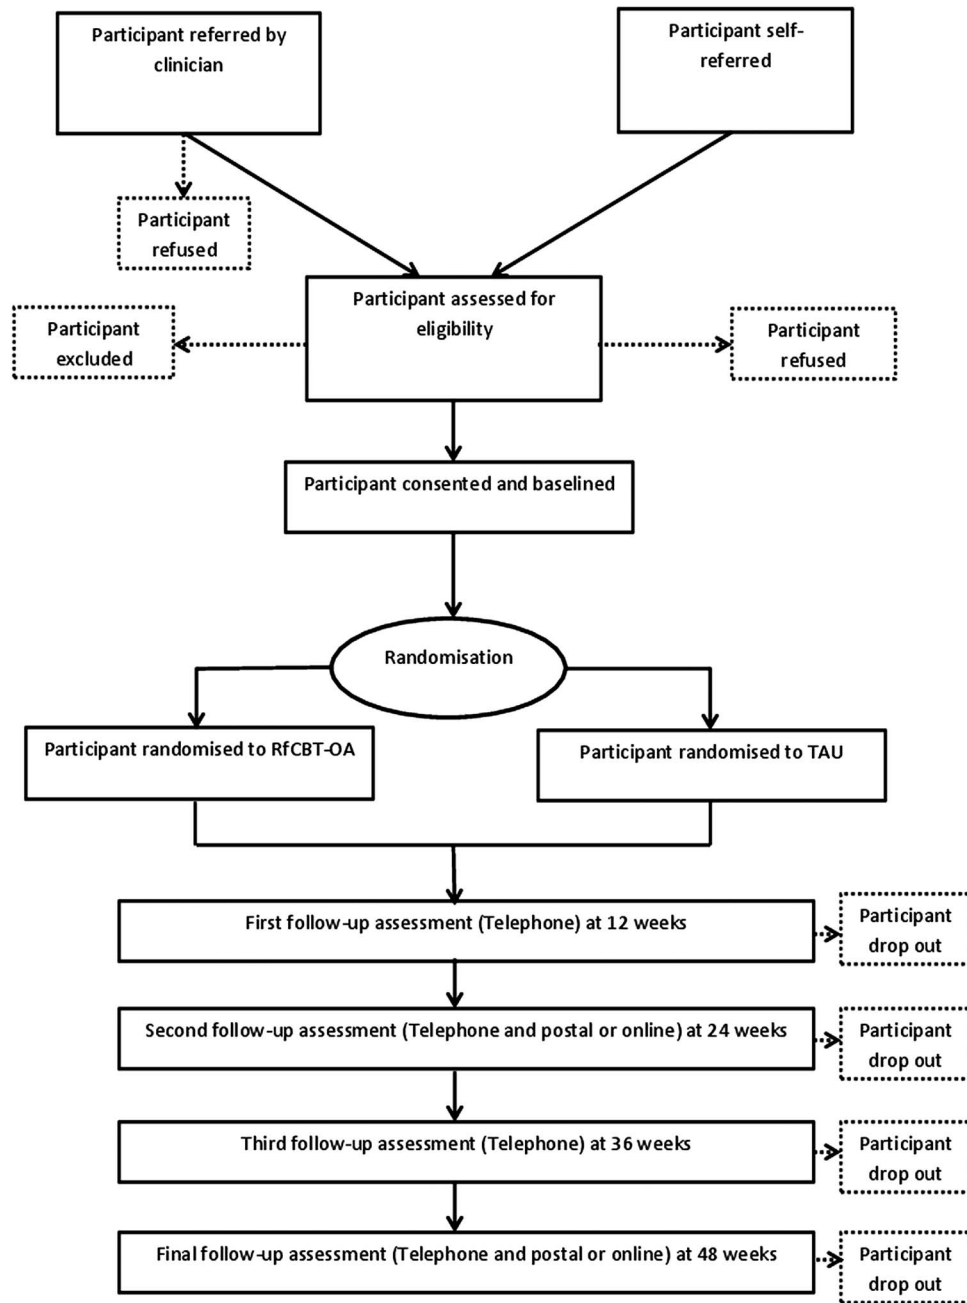 Participant referred by
clinician
Participant self-
referred
Participant
refused
Participant assessed for
eligibility
Participant
excluded
Participant
refused
Participant consented and baselined
Randomisation
Participant randomised to RfCBT-OA
Participant randomised to TAU
First follow-up assessment (Telephone) at 12 weeks
Participant
drop out
Second follow-up assessment (Telephone and postal or online) at 24 weeks
Participant
drop out
Third follow-up assessment (Telephone) at 36 weeks
Participant
drop out
Final follow-up assessment (Telephone and postal or online) at 48 weeks
Participant
drop out